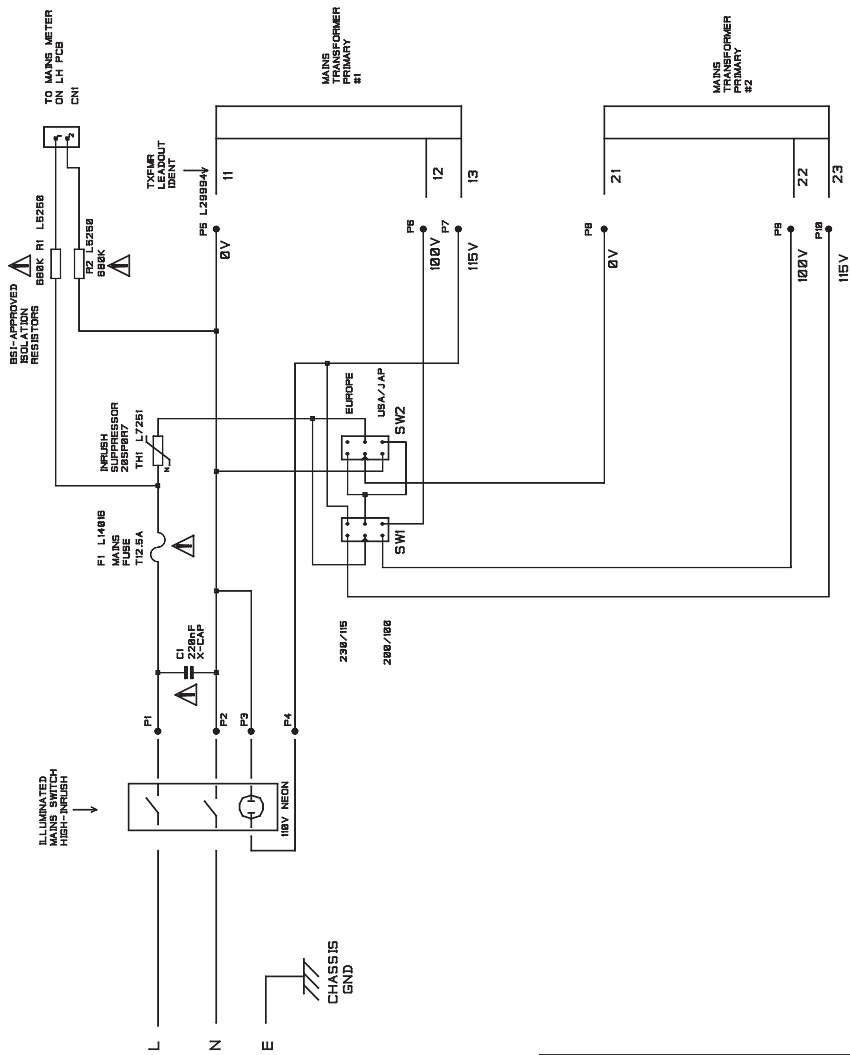 TO MAINS METER
ON LH PCB
CN1
1
2
BSI-APPROVED
ISOLATION
RESISTORS
680K R1 L5250
R2 L5250
680K
MAINS
TRANSFORMER
PRIMARY
#1
MAINS
TRANSFORMER
PRIMARY
#2
TXFMR
LEADOUT
IDENT
11
12
13
21
22
23
P5 L29994V
0V
P6
100V
P7
115V
P8
0V
P9
100V
P10
115V
INRUSH
SUPPRESSOR
20SP0R7
TH1 L7251
N
F1 L14016
MAINS
FUSE
T12.5A
EUROPE
USA/JAP
SW2
SW1
230/115
200/100
C1
220nF
X-CAP
P1
P2
P3
P4
ILLUMINATED
MAINS SWITCH
HIGH-INRUSH
110V NEON
CHASSIS
GND
L
N
E